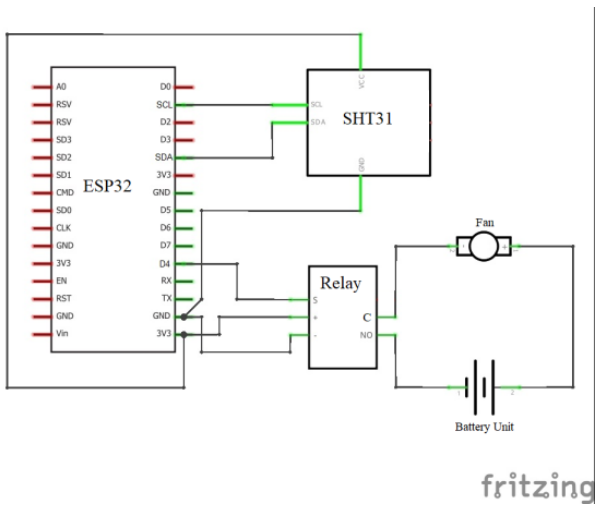 A0
RSV
RSV
SD3
SD2
SD1
CMD
SD0
CLK
GND
3V3
EN
RST
GND
Vin
ESP32
D0
SCL
D2
D3
SDA
3V3
GND
D5
D6
D7
D4
RX
TX
GND
3V3
VCC
SCL
SDA
SHT31
GND
Relay
S
+
-
C
NO
Fan
- +
1 2
Battery Unit
fritzing